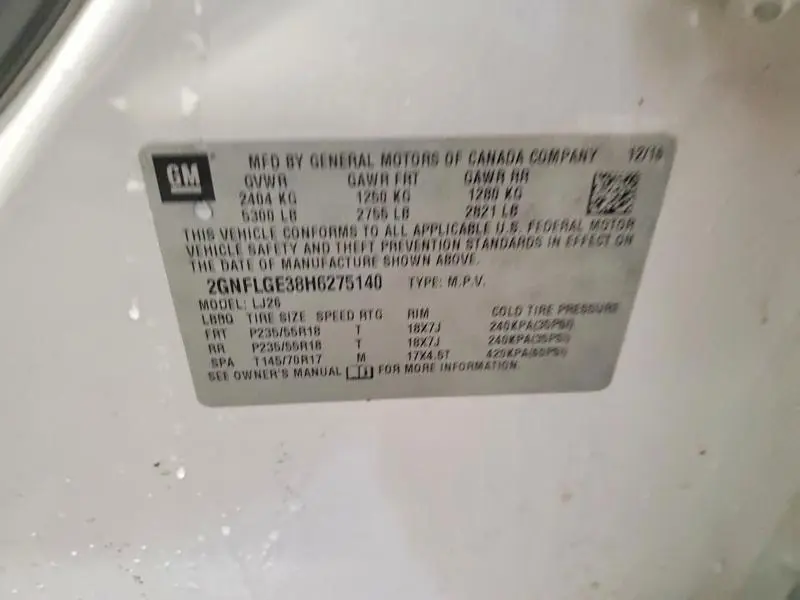 GM
MFD BY GENERAL MOTORS OF CANADA COMPANY 12/16
GVWR GAWR FRT GAWR RR
2404 KG 1250 KG 1280 KG
5300 LB 2755 LB 2821 LB
THIS VEHICLE CONFORMS TO ALL APPLICABLE U.S. FEDERAL MOTOR
VEHICLE SAFETY AND THEFT PREVENTION STANDARDS IN EFFECT ON
THE DATE OF MANUFACTURE SHOWN ABOVE.
2GNFLGE38H6275140 TYPE: M.P.V.
MODEL: LJ26
LBBQ TIRE SIZE SPEED RTG RIM COLD TIRE PRESSURE
FRT P235/55R18 T 18X7J 240KPA(35PSI)
RR P235/55R18 T 18X7J 240KPA(35PSI)
SPA T145/70R17 M 17X4.5T 420KPA(60PSI)
SEE OWNER'S MANUAL FOR MORE INFORMATION.